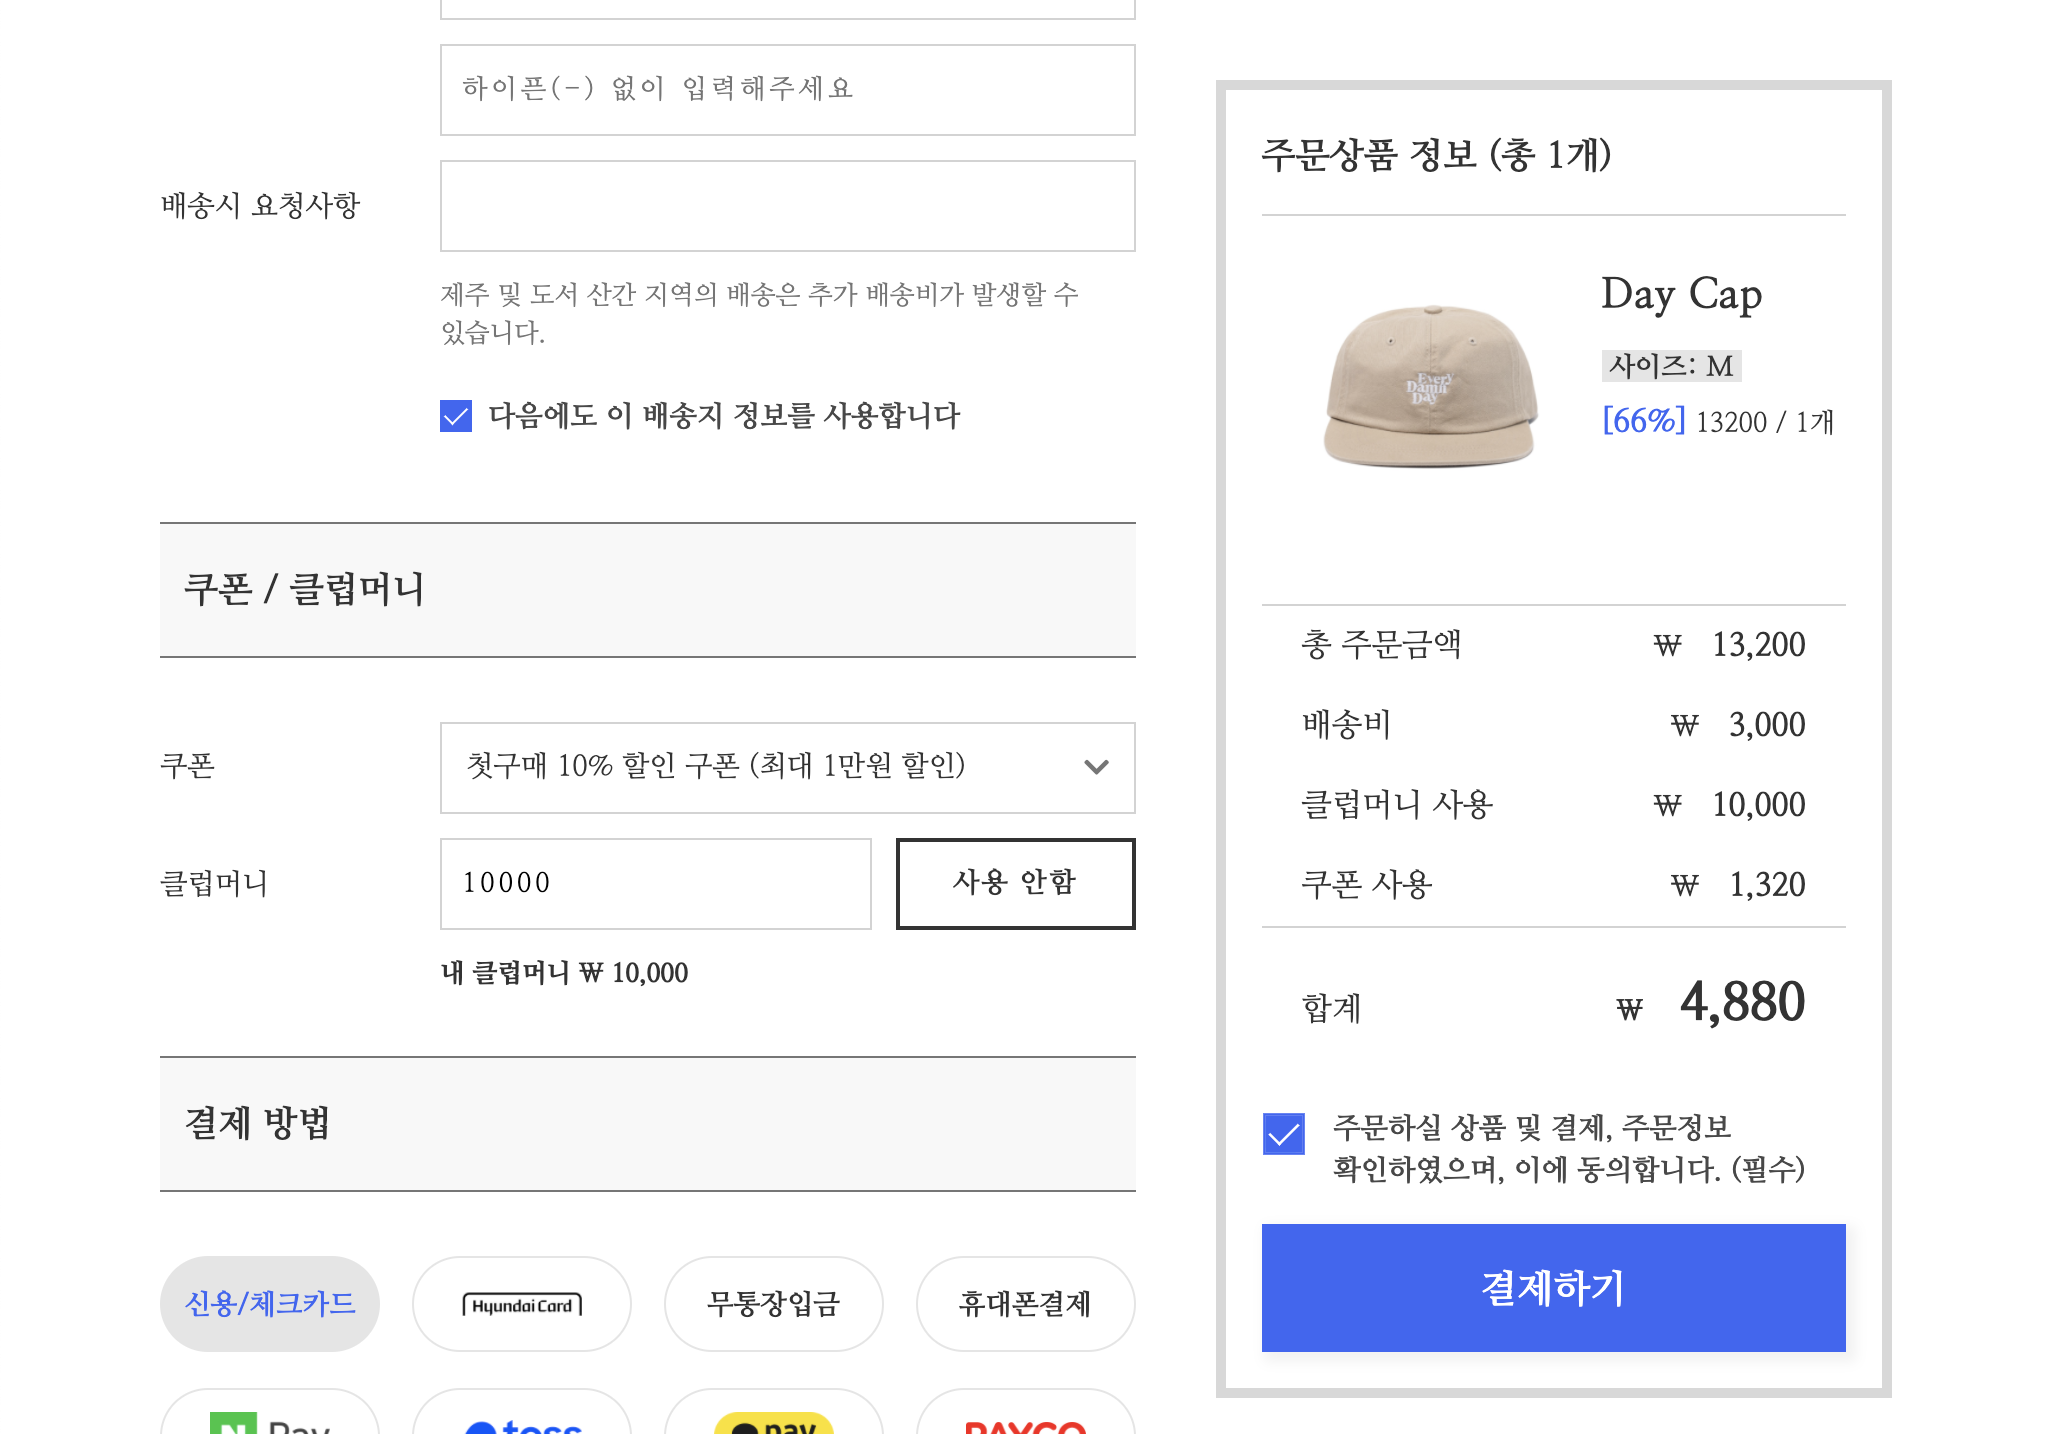 하이픈(-) 없이 입력해주세요
배송시 요청사항
제주 및 도서 산간 지역의 배송은 추가 배송비가 발생할 수
있습니다.
다음에도 이 배송지 정보를 사용합니다
쿠폰 / 클럽머니
쿠폰
첫구매 10% 할인 구폰 (최대 1만원 할인)
클럽머니
10000
사용 안함
내 클럽머니 ₩ 10,000
결제 방법
신용/체크카드
Hyundai Card
무통장입금
휴대폰결제
N Pay
toss
pay
PAYCO
주문상품 정보 (총 1개)
Every
Damn
Day
Day Cap
사이즈: M
[66%] 13200 / 1개
총 주문금액 ₩ 13,200
배송비 ₩ 3,000
클럽머니 사용 ₩ 10,000
쿠폰 사용 ₩ 1,320
합계 ₩ 4,880
주문하실 상품 및 결제, 주문정보
확인하였으며, 이에 동의합니다. (필수)
결제하기